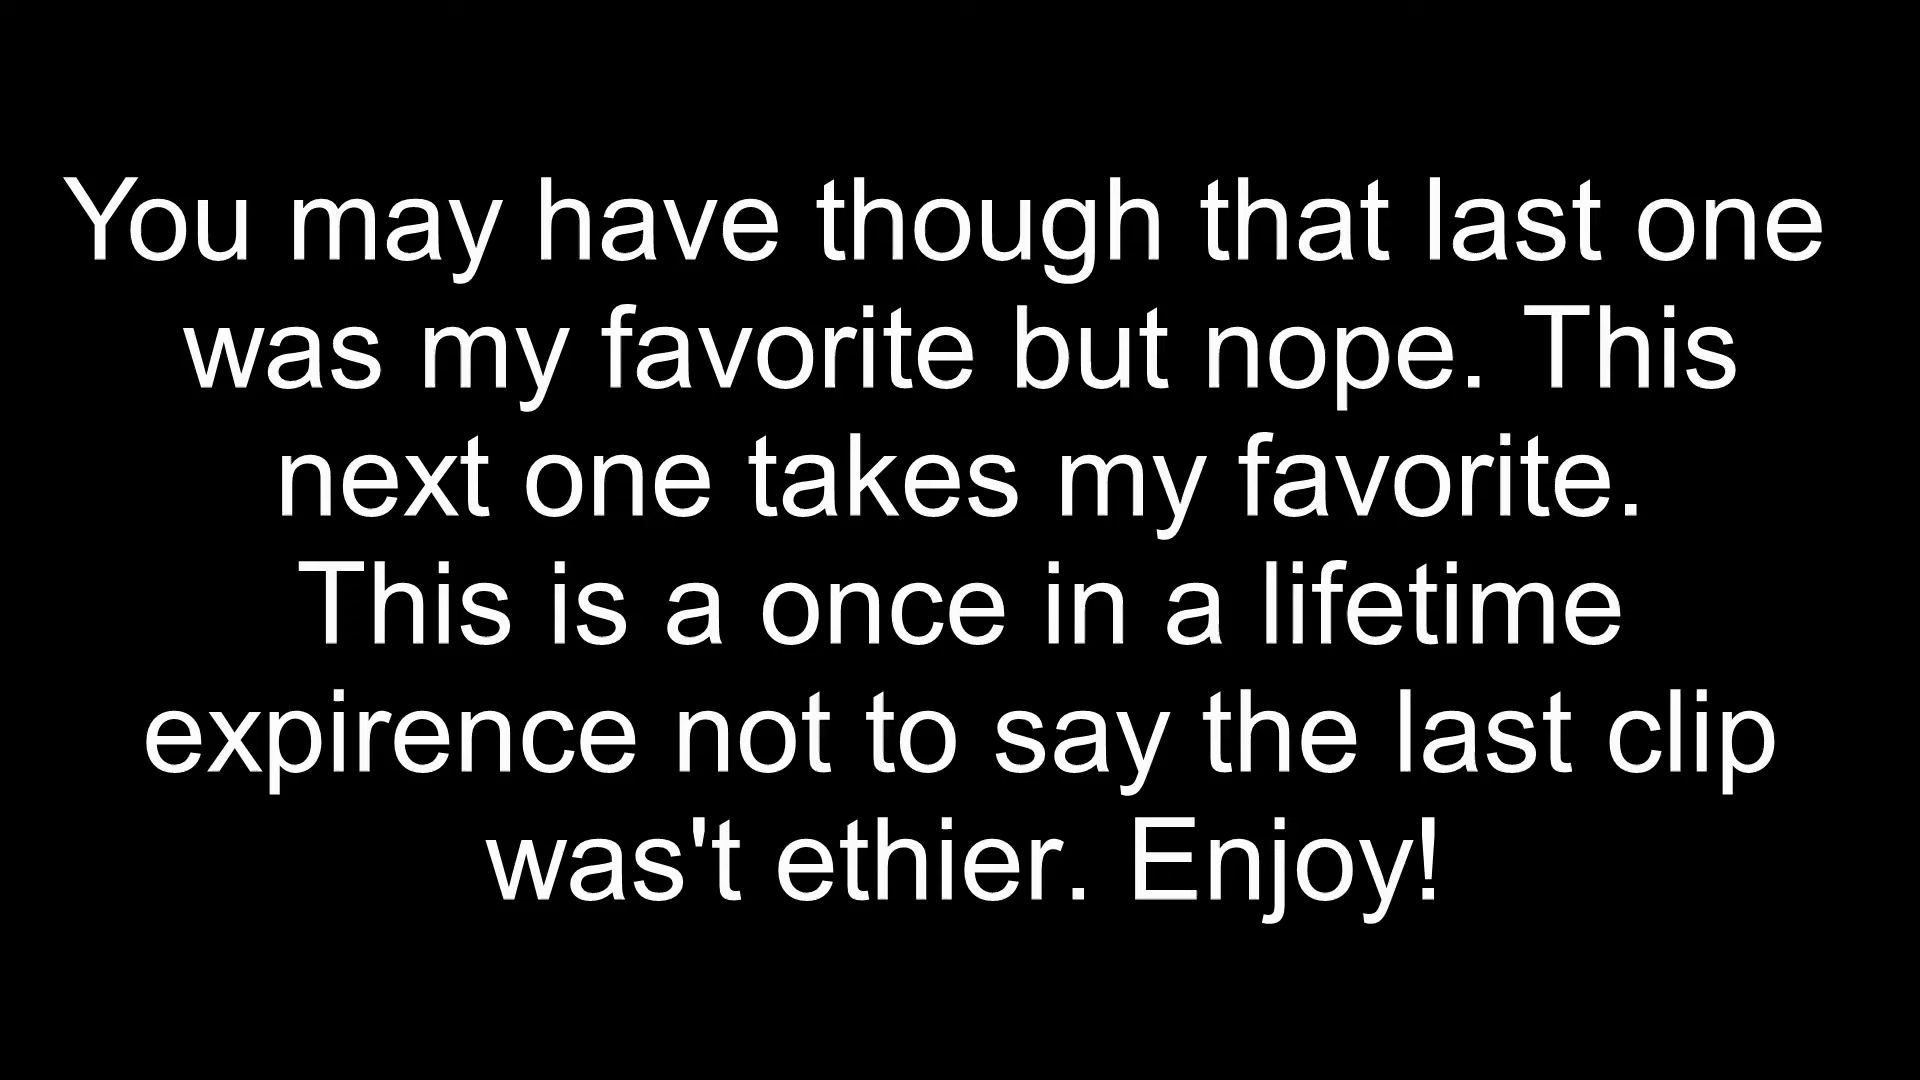 You may have though that last one
was my favorite but nope. This
next one takes my favorite.
This is a once in a lifetime
expirence not to say the last clip
was't ethier. Enjoy!